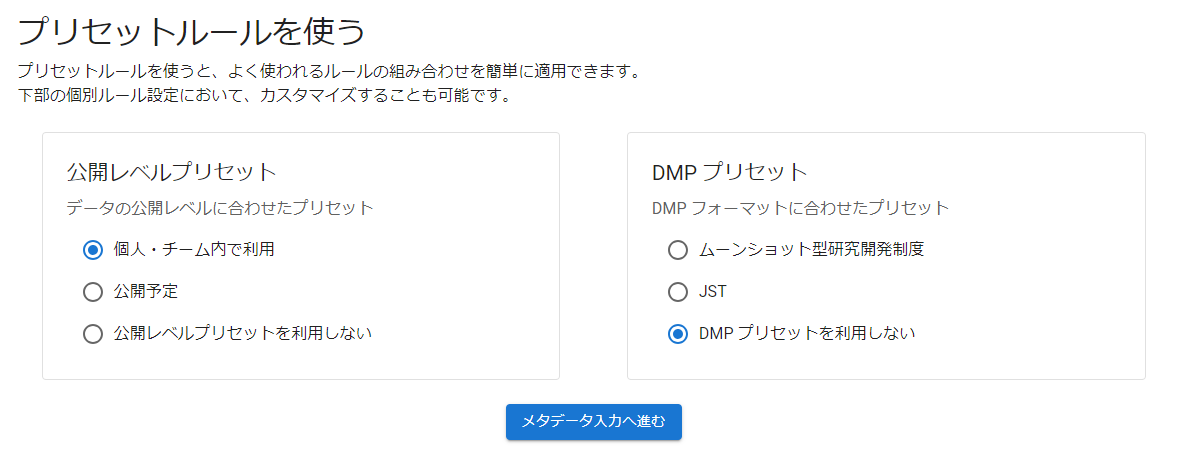 プリセットルールを使う
プリセットルールを使うと、よく使われるルールの組み合わせを簡単に適用できます。
下部の個別ルール設定において、カスタマイズすることも可能です。
公開レベルプリセット
データの公開レベルに合わせたプリセット
個人・チーム内で利用
公開予定
公開レベルプリセットを利用しない
DMP プリセット
DMP フォーマットに合わせたプリセット
ムーンショット型研究開発制度
JST
DMP プリセットを利用しない
メタデータ入力へ進む